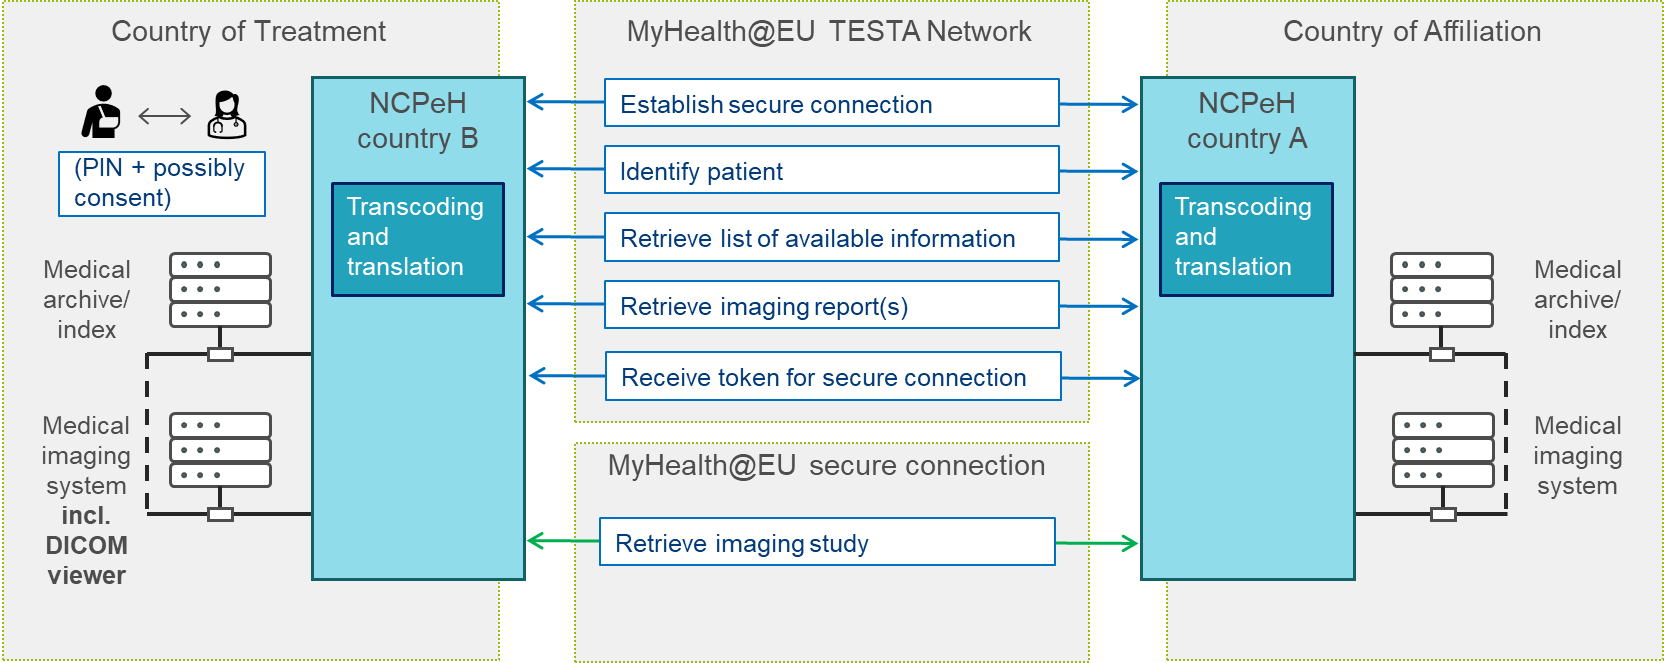 Country of Treatment
(PIN + possibly
consent)
NCPeH
country B
Transcoding
and
translation
Medical
archive/
index
Medical
imaging
system
incl.
DICOM
viewer
MyHealth@EU TESTA Network
Establish secure connection
Identify patient
Retrieve list of available information
Retrieve imaging report(s)
Receive token for secure connection
MyHealth@EU secure connection
Retrieve imaging study
Country of Affiliation
NCPeH
country A
Transcoding
and
translation
Medical
archive/
index
Medical
imaging
system